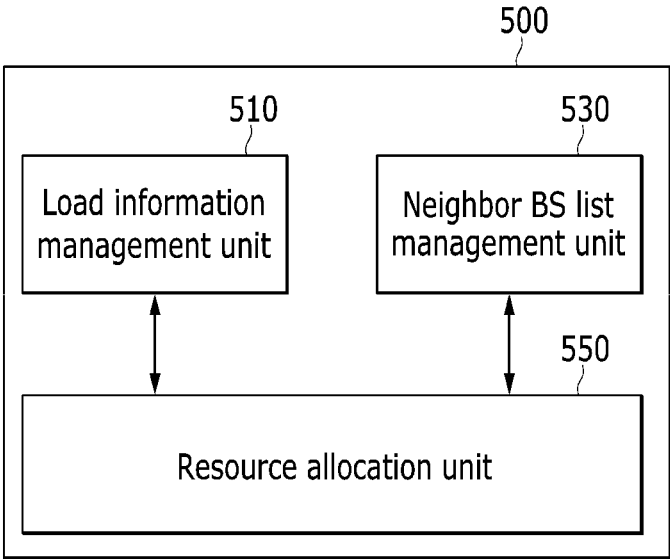 500
510
530
Load information
management unit
Neighbor BS list
management unit
550
Resource allocation unit